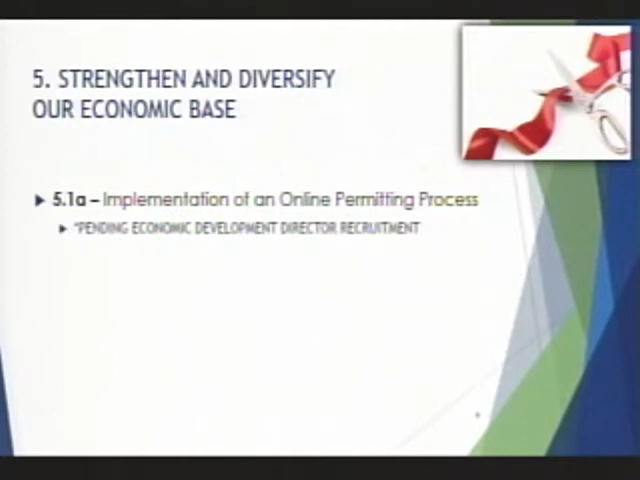 5. STRENGTHEN AND DIVERSIFY
OUR ECONOMIC BASE
5.1a – Implementation of an Online Permitting Process
*PENDING ECONOMIC DEVELOPMENT DIRECTOR RECRUITMENT